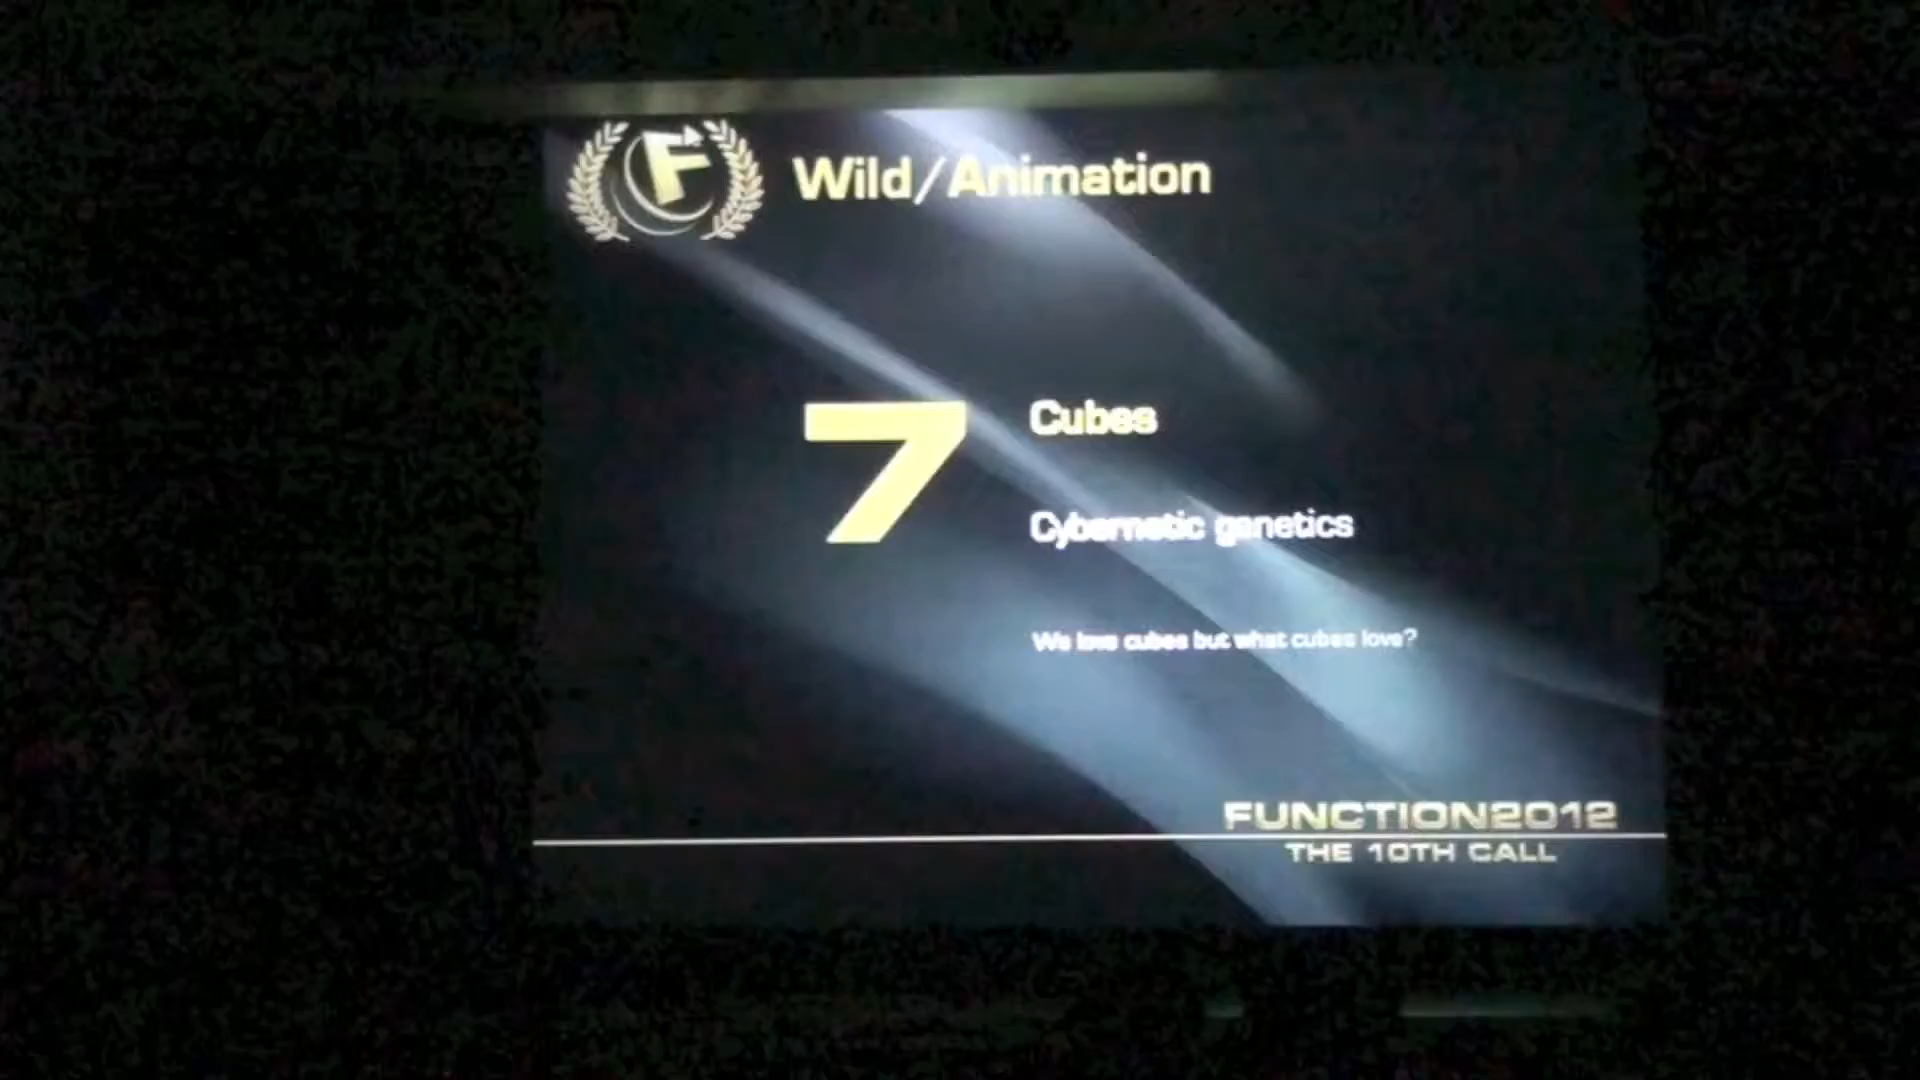 F
Wild/Animation
7
Cubes
Cybernetic genetics
We love cubes but what cubes love?
FUNCTION2012
THE 10TH CALL